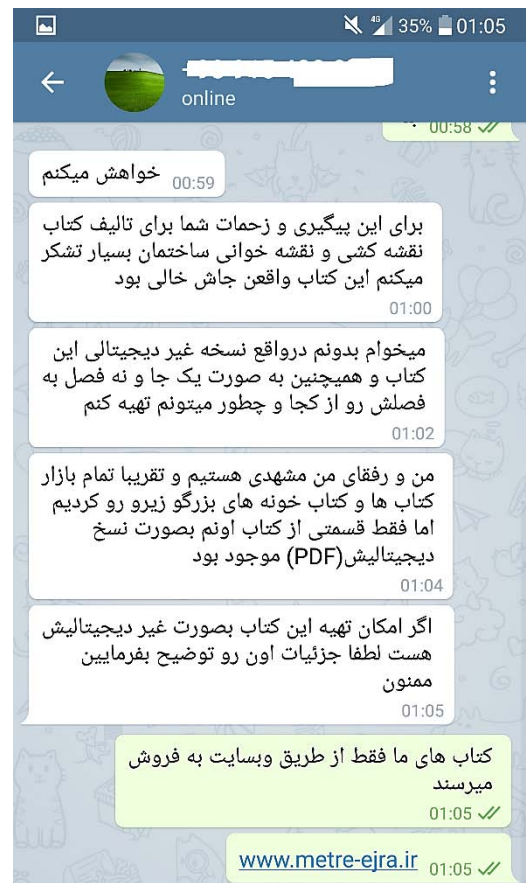 4G 35% 01:05
online
00:58
خواهش میکنم
00:59
برای این پیگیری و زحمات شما برای تالیف کتاب
نقشه کشی و نقشه خوانی ساختمان بسیار تشکر
میکنم این کتاب واقعن جاش خالی بود
01:00
میخوام بدونم درواقع نسخه غیر دیجیتالی این
کتاب و همیچنین به صورت یک جا و نه فصل به
فصلش رو از کجا و چطور میتونم تهیه کنم
01:02
من و رفقای من مشهدی هستیم و تقریبا تمام بازار
کتاب ها و کتاب خونه های بزرگو زیرو رو کردیم
اما فقط قسمتی از کتاب اونم بصورت نسخ
دیجیتالیش(PDF) موجود بود
01:04
اگر امکان تهیه این کتاب بصورت غیر دیجیتالیش
هست لطفا جزئیات اون رو توضیح بفرمایین
ممنون
01:05
کتاب های ما فقط از طریق وبسایت به فروش
میرسند
01:05
www.metre-ejra.ir 01:05